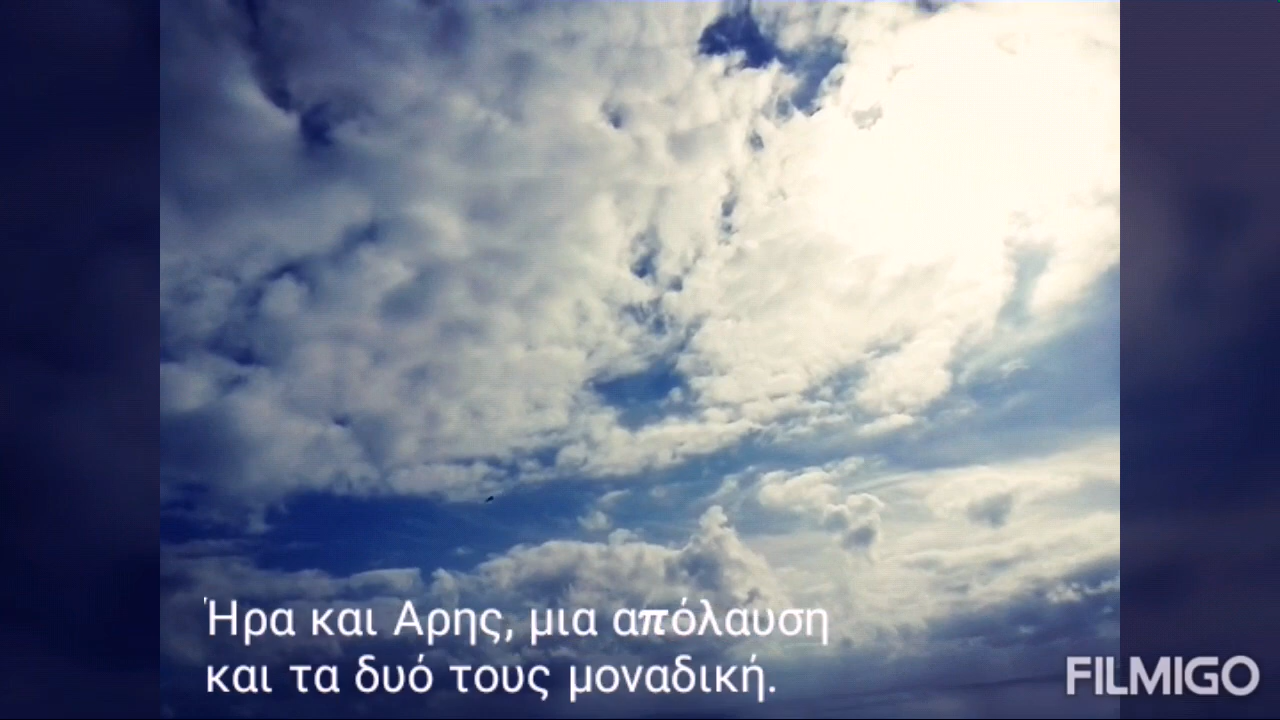 Ήρα και Αρης, μια απόλαυση
και τα δυό τους μοναδική.
FILMIGO